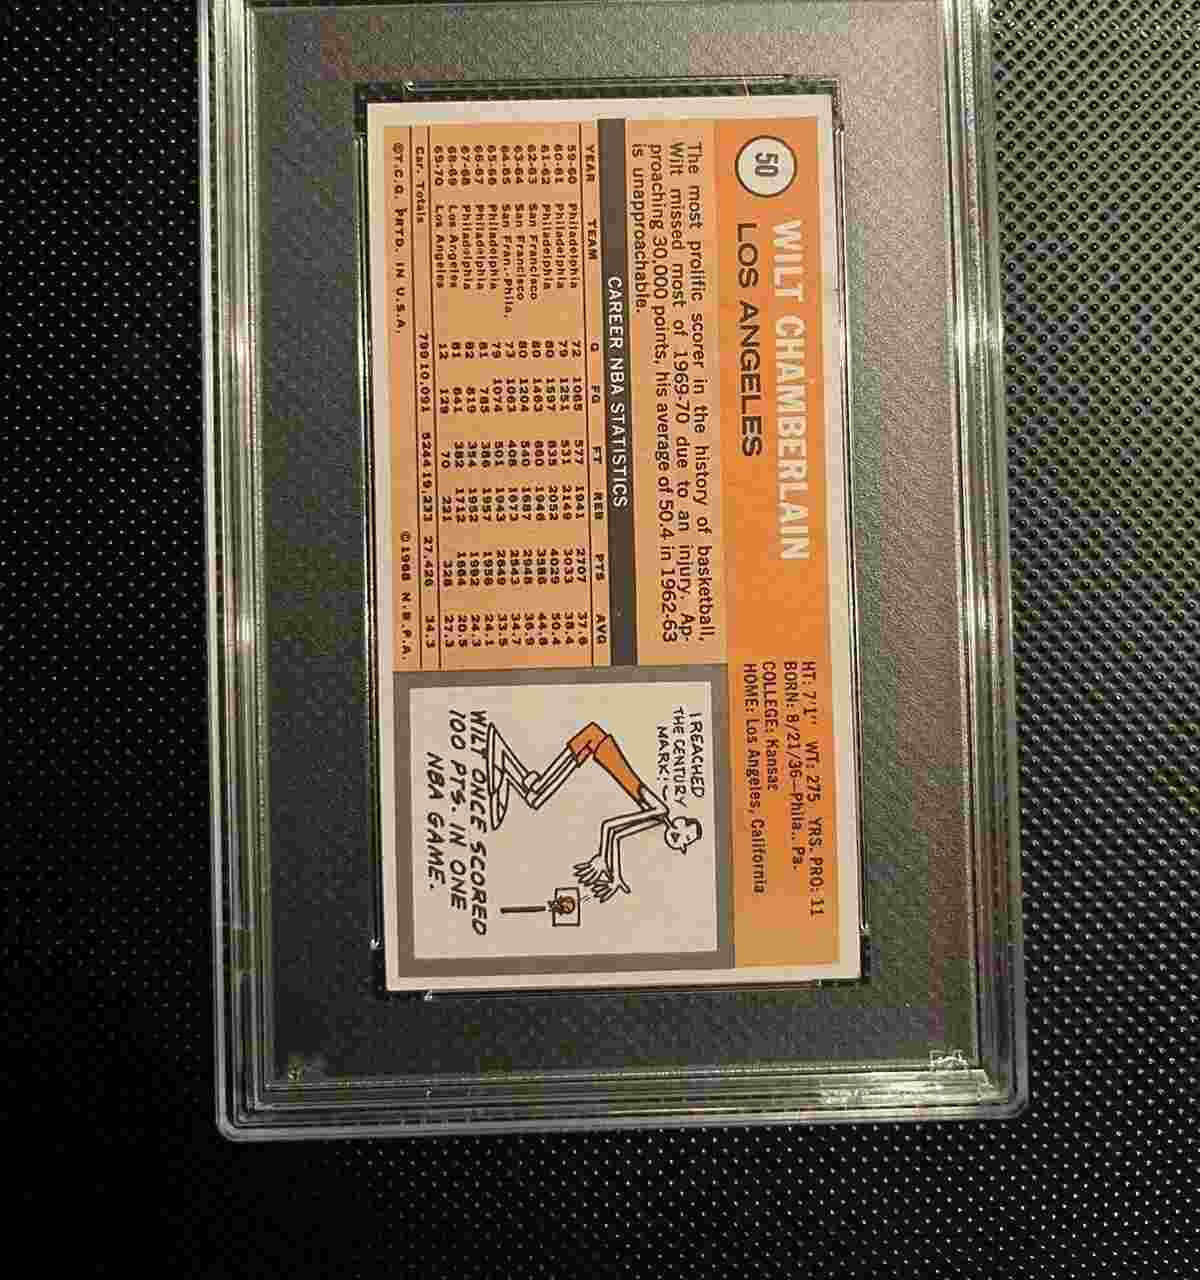 50
WILT CHAMBERLAIN
LOS ANGELES
HT: 7'1" WT: 275 YRS. PRO: 11
BORN: 8/21/36—Phila., Pa.
COLLEGE: Kansas
HOME: Los Angeles, California
The most prolific scorer in the history of basketball,
Wilt missed most of 1969-70 due to an injury. Ap-
proaching 30,000 points, his average of 50.4 in 1962-63
is unapproachable.
CAREER NBA STATISTICS
YEAR TEAM G FG FT REB PTS AVG
59-60 Philadelphia 72 1065 577 1941 2707 37.6
60-61 Philadelphia 79 1251 531 2149 3033 38.4
61-62 Philadelphia 80 1597 835 2052 4029 50.4
62-63 San Francisco 80 1463 660 1946 3586 44.8
63-64 San Francisco 80 1204 540 1687 2948 36.9
64-65 San Fran.-Phila. 73 1063 408 1673 2543 34.7
65-66 Philadelphia 79 1074 501 1943 2649 33.5
66-67 Philadelphia 81 785 386 1957 1956 24.1
67-68 Philadelphia 82 819 354 1952 1992 24.3
68-69 Los Angeles 81 641 382 1712 1664 20.5
69-70 Los Angeles 12 129 70 221 328 27.3
Car. Totals 799 10,091 5244 19,233 27,426 34.3
©T.C.G. PRTD. IN U.S.A. ©1968 N.B.P.A.
I REACHED
THE CENTURY
MARK!
WILT ONCE SCORED
100 PTS. IN ONE
NBA GAME.